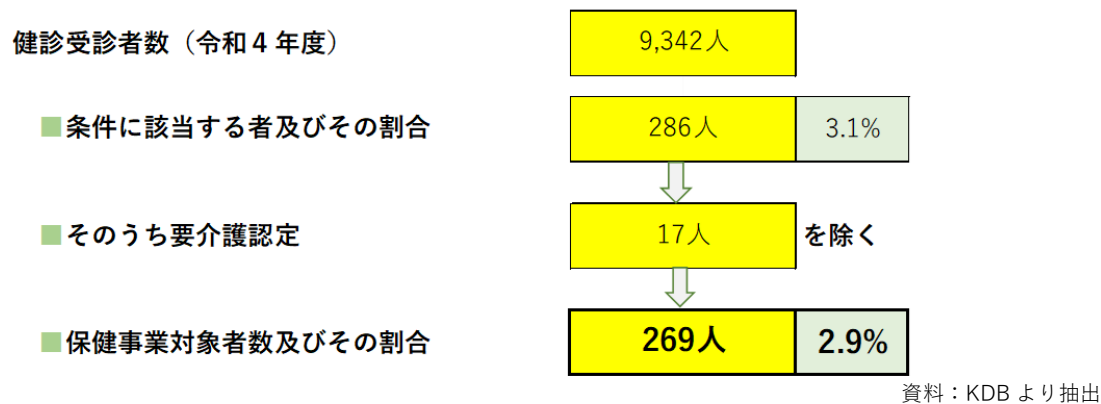 健診受診者数（令和４年度） 9,342人
■条件に該当する者及びその割合 286人 3.1%
■そのうち要介護認定 17人 を除く
■保健事業対象者数及びその割合 269人 2.9%
資料：KDB より抽出